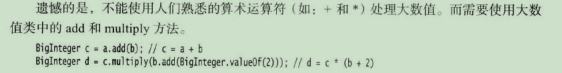 遗憾的是，不能使用人们熟悉的算术运算符（如：+ 和 *）处理大数值。而需要使用大数
值类中的 add 和 multiply 方法。
BigInteger c = a.add(b); // c = a + b
BigInteger d = c.multiply(b.add(BigInteger.valueOf(2))); // d = c * (b + 2)